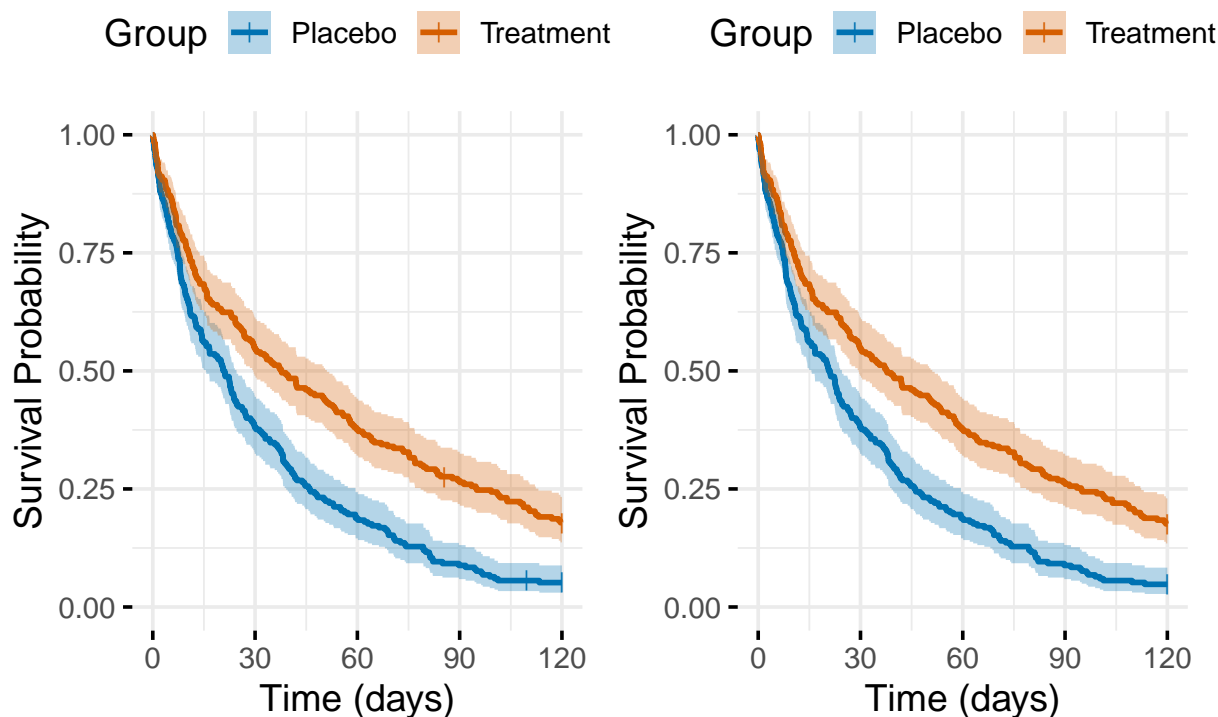 Group Placebo Treatment
1.00
0.75
0.50
0.25
0.00
Survival Probability
0 30 60 90 120
Time (days)
Group Placebo Treatment
1.00
0.75
0.50
0.25
0.00
Survival Probability
0 30 60 90 120
Time (days)